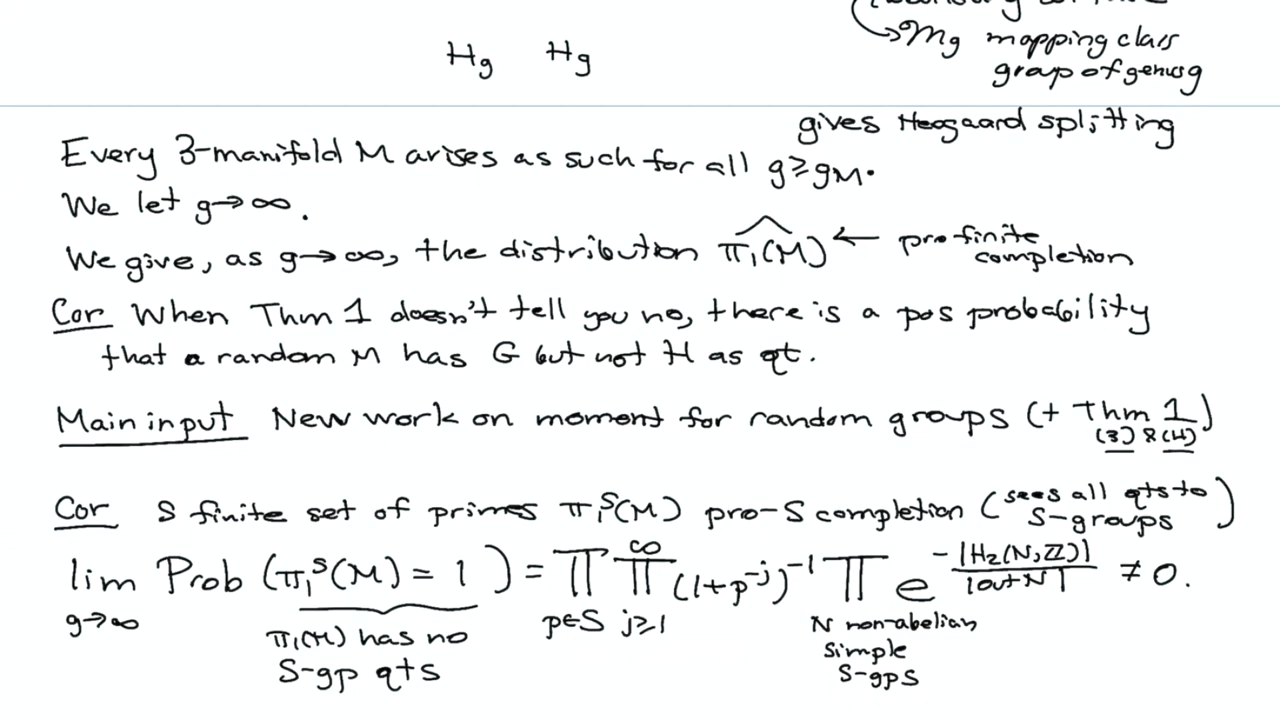 Hg Hg
→Mg mapping class
group of genus g
gives Heegaard splitting
Every 3-manifold M arises as such for all g≥gM.
We let g→∞.
We give, as g→∞, the distribution \widehat{π₁(M)} ← profinite
completion
Cor When Thm 1 doesn't tell you no, there is a pos probability
that a random M has G but not H as qt.
Main input New work on moment for random groups (+ Thm 1)
(3) & (4)
Cor S finite set of primes π₁ˢ(M) pro-S completion (sees all qts to
S-groups)
lim Prob (π₁ˢ(M) = 1) = ∏ ∏ (1+p^{-j})^{-1} ∏ e^{-|H₂(N,ℤ)|/|Out N|} ≠ 0.
g→∞ p∈S j≥1 ∞ N non-abelian
π₁(M) has no simple
S-gp qts S-gps